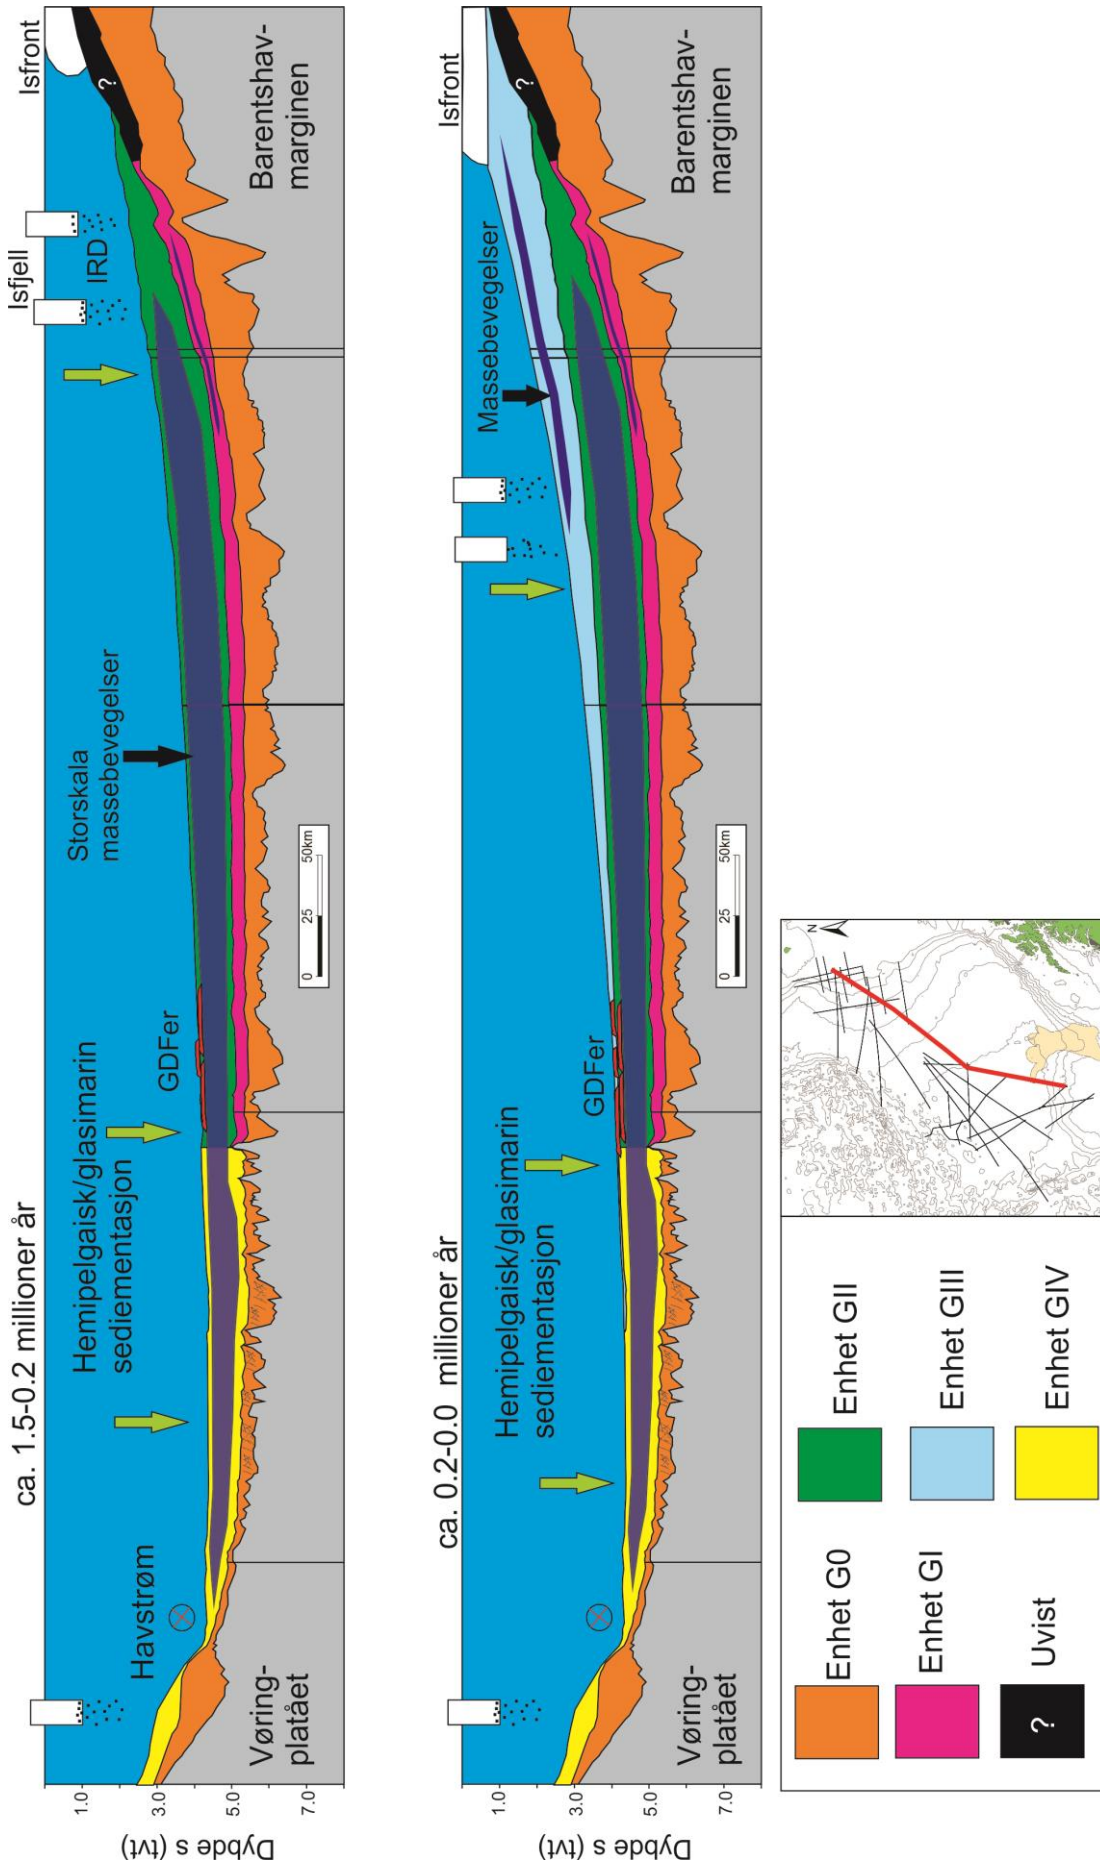 ca. 1.5-0.2 millioner år
Isfront
Isfjell
IRD
Storskala
massebevegelser
GDFer
Hemipelgaisk/glasimarin
sediementasjon
Havstrøm
?
Vøring-
platået
Barentshav-
marginen
0 25 50km
1.0
3.0
5.0
7.0
Dybde s (tvt)
ca. 0.2-0.0 millioner år
Isfront
Massebevegelser
GDFer
Hemipelgaisk/glasimarin
sediementasjon
?
Vøring-
platået
Barentshav-
marginen
0 25 50km
1.0
3.0
5.0
7.0
Dybde s (tvt)
Enhet G0
Enhet GII
Enhet GI
Enhet GIII
? Uvist
Enhet GIV
N